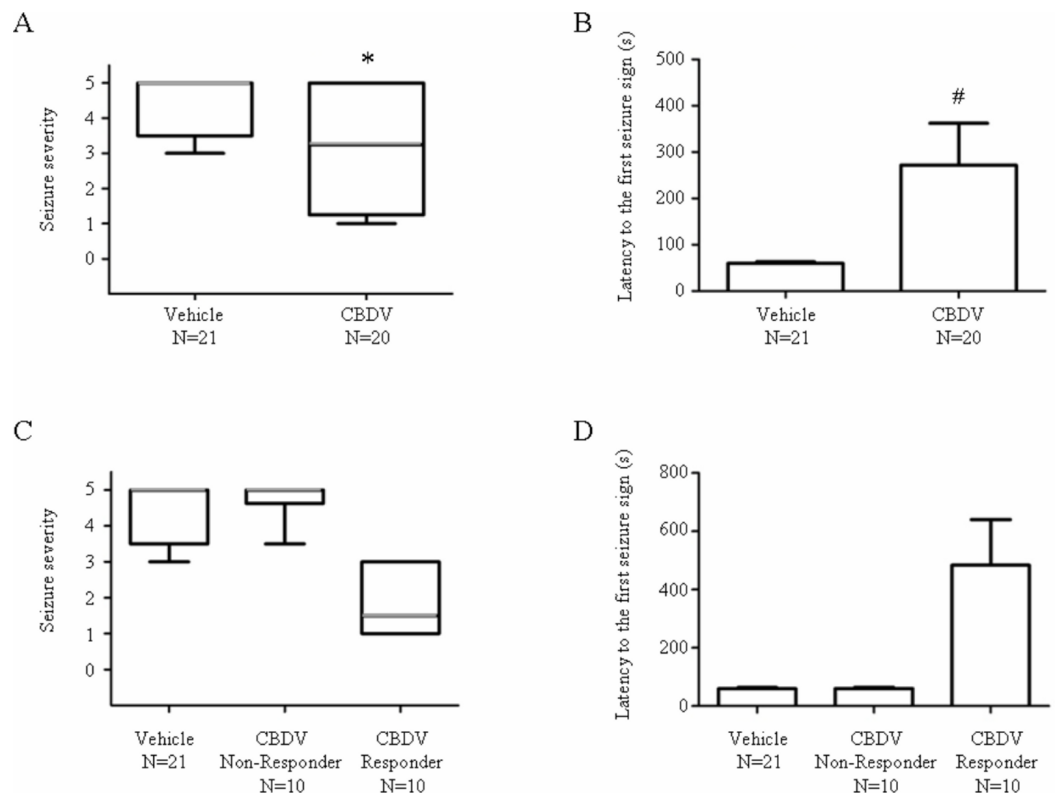 A
Seizure severity
5
4
3
2
1
0
*
Vehicle
N=21
CBDV
N=20
B
Latency to the first seizure sign (s)
500
400
300
200
100
0
#
Vehicle
N=21
CBDV
N=20
C
Seizure severity
5
4
3
2
1
0
Vehicle
N=21
CBDV
Non-Responder
N=10
CBDV
Responder
N=10
D
Latency to the first seizure sign (s)
800
600
400
200
0
Vehicle
N=21
CBDV
Non-Responder
N=10
CBDV
Responder
N=10